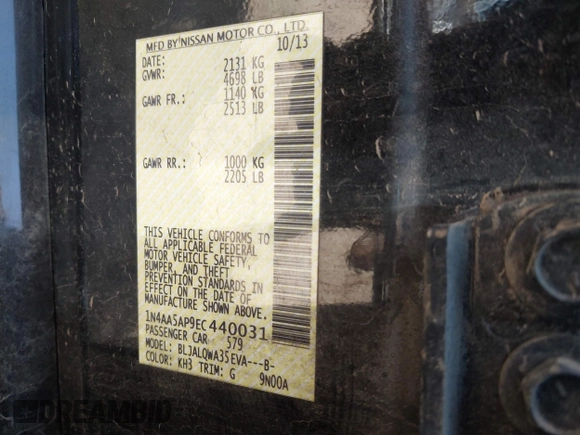 MFD BY NISSAN MOTOR CO., LTD.
DATE: 10/13
GVWR: 2131 KG
4698 LB
GAWR FR.: 1140 KG
2513 LB
GAWR RR.: 1000 KG
2205 LB
THIS VEHICLE CONFORMS TO
ALL APPLICABLE FEDERAL
MOTOR VEHICLE SAFETY,
BUMPER, AND THEFT
PREVENTION STANDARDS IN
EFFECT ON THE DATE OF
MANUFACTURE SHOWN ABOVE.
1N4AA5AP9EC440031
PASSENGER CAR 579
MODEL: BLJALQWA35EVA---B-
COLOR: KH3 TRIM: G 9N00A
DREAMBID